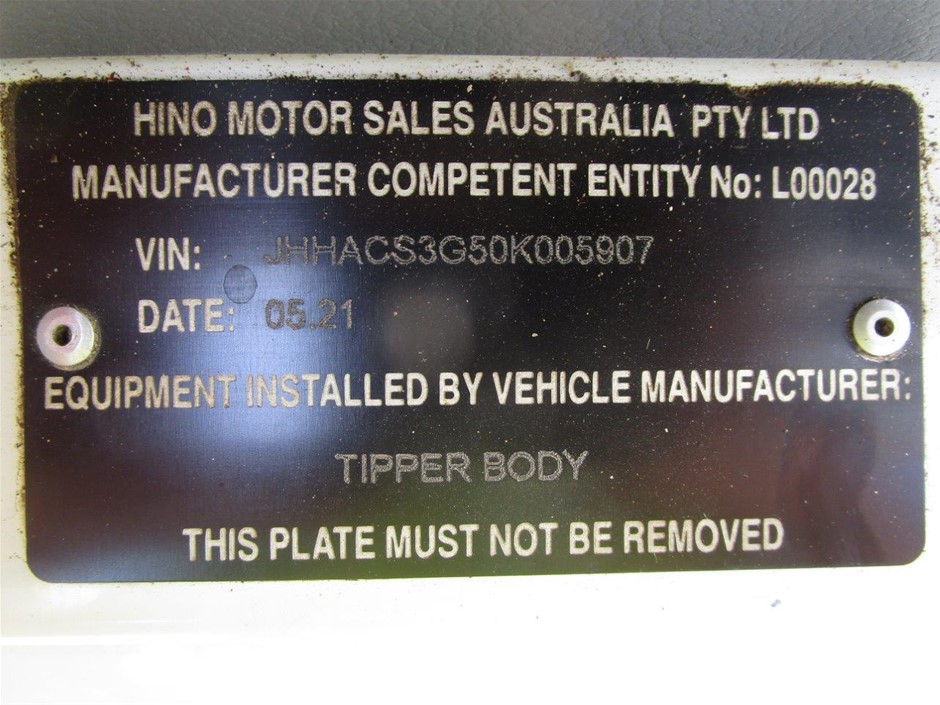 HINO MOTOR SALES AUSTRALIA PTY LTD
MANUFACTURER COMPETENT ENTITY No: L00028
VIN: JHHACS3G50K005907
DATE: 05.21
EQUIPMENT INSTALLED BY VEHICLE MANUFACTURER:
TIPPER BODY
THIS PLATE MUST NOT BE REMOVED